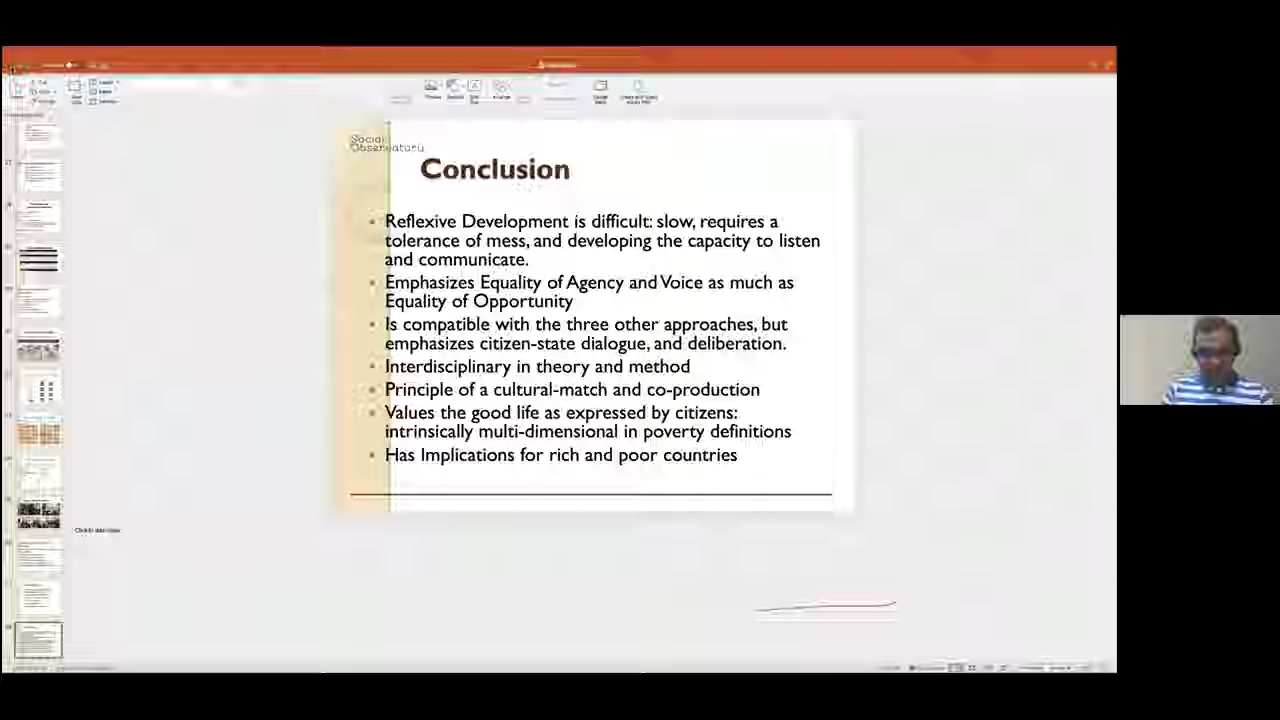 Social
Observatory
Conclusion
• Reflexive Development is difficult: slow, requires a
tolerance of mess, and developing the capacity to listen
and communicate.
• Emphasizes Equality of Agency and Voice as much as
Equality of Opportunity
• Is compatible with the three other approaches, but
emphasizes citizen-state dialogue, and deliberation.
• Interdisciplinary in theory and method
• Principle of a cultural-match and co-production
• Values the good life as expressed by citizens:
intrinsically multi-dimensional in poverty definitions
• Has Implications for rich and poor countries
Click to add notes